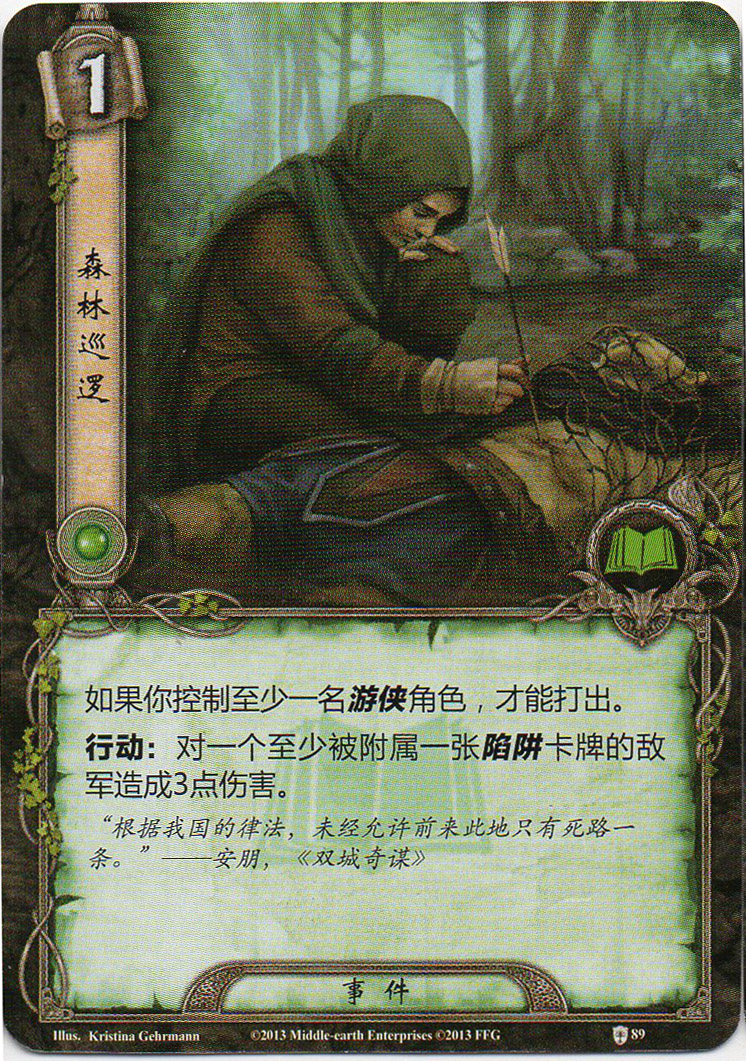 1
森林巡逻
如果你控制至少一名游侠角色，才能打出。
行动：对一个至少被附属一张陷阱卡牌的敌
军造成3点伤害。
“根据我国的律法，未经允许前来此地只有死路一
条。”——安朋，《双城奇谋》
事件
Illus. Kristina Gehrmann ©2013 Middle-earth Enterprises ©2013 FFG 89